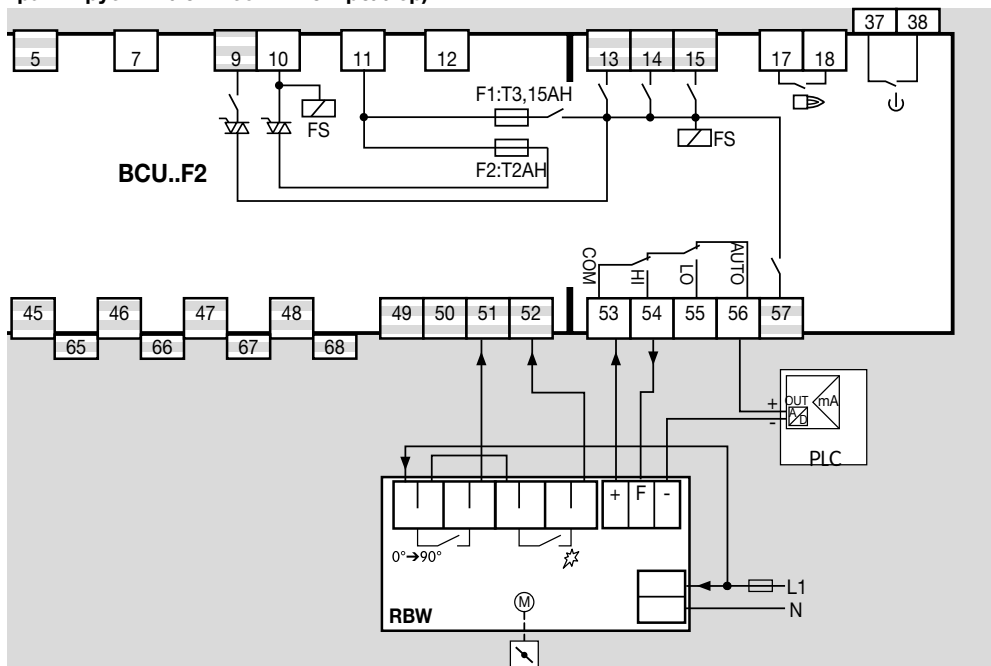 37 38
5 7 9 10 11 12 13 14 15 17 18
F1:T3,15AH
FS
FS
F2:T2AH
BCU..F2
COM HI LO AUTO
45 46 47 48 49 50 51 52 53 54 55 56 57
65 66 67 68
+ OUT mA
- A/D
PLC
+ F -
0°→90°
L1
RBW M N